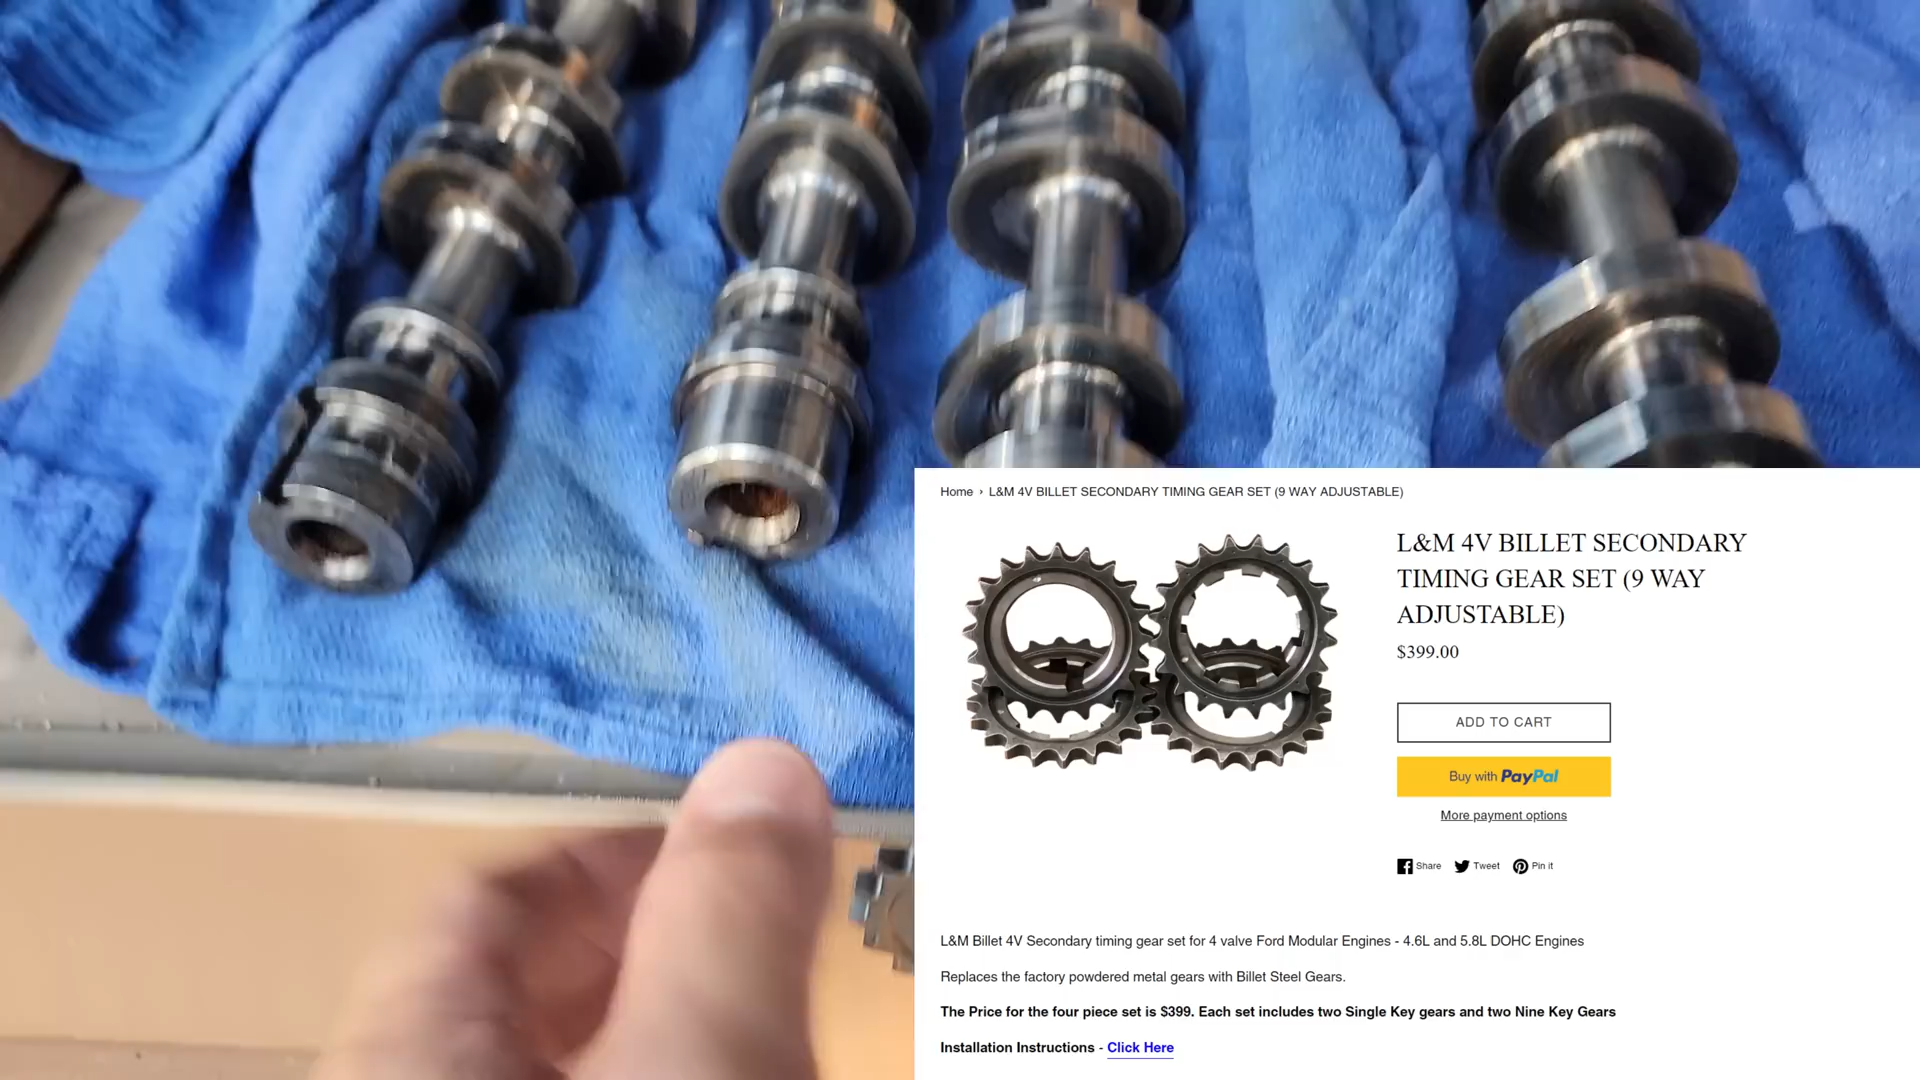 Home › L&M 4V BILLET SECONDARY TIMING GEAR SET (9 WAY ADJUSTABLE)
L&M 4V BILLET SECONDARY
TIMING GEAR SET (9 WAY
ADJUSTABLE)
$399.00
ADD TO CART
Buy with PayPal
More payment options
Share Tweet Pin it
L&M Billet 4V Secondary timing gear set for 4 valve Ford Modular Engines - 4.6L and 5.8L DOHC Engines
Replaces the factory powdered metal gears with Billet Steel Gears.
The Price for the four piece set is $399. Each set includes two Single Key gears and two Nine Key Gears
Installation Instructions - Click Here